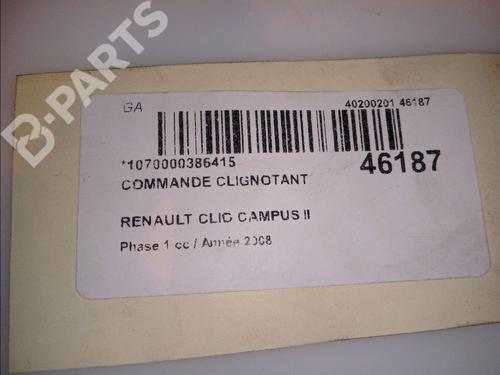 B-PARTS
GA
40200201 46187
*1070000386415
46187
COMMANDE CLIGNOTANT
RENAULT CLIO CAMPUS II
Phase 1 cc / Année 2008